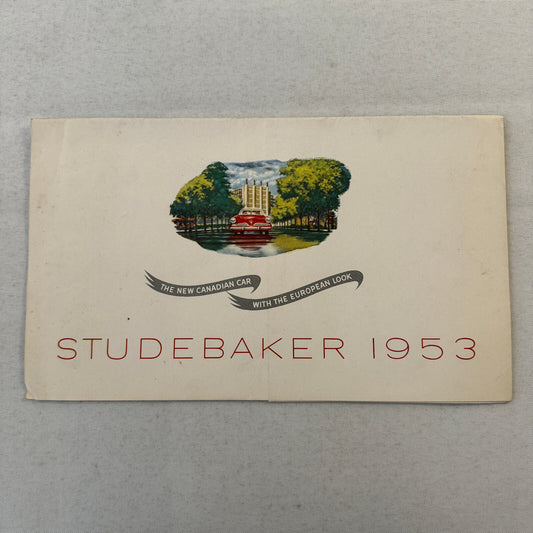 THE NEW CANADIAN CAR
WITH THE EUROPEAN LOOK
STUDEBAKER 1953